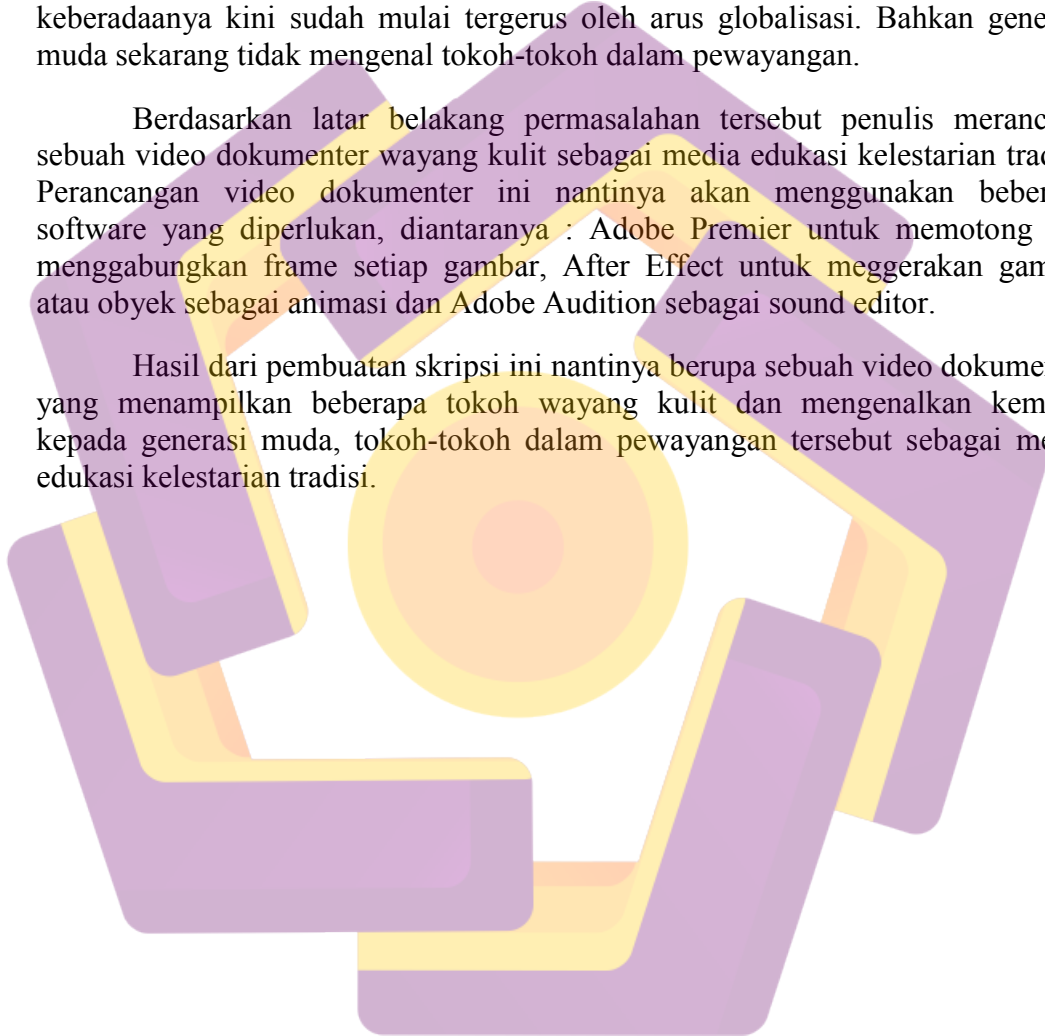 keberadaanya kini sudah mulai tergerus oleh arus globalisasi. Bahkan gene
muda sekarang tidak mengenal tokoh-tokoh dalam pewayangan.
Berdasarkan latar belakang permasalahan tersebut penulis meranc
sebuah video dokumenter wayang kulit sebagai media edukasi kelestarian trad
Perancangan video dokumenter ini nantinya akan menggunakan beber
software yang diperlukan, diantaranya : Adobe Premier untuk memotong
menggabungkan frame setiap gambar, After Effect untuk meggerakan gam
atau obyek sebagai animasi dan Adobe Audition sebagai sound editor.
Hasil dari pembuatan skripsi ini nantinya berupa sebuah video dokume
yang menampilkan beberapa tokoh wayang kulit dan mengenalkan kem
kepada generasi muda, tokoh-tokoh dalam pewayangan tersebut sebagai me
edukasi kelestarian tradisi.